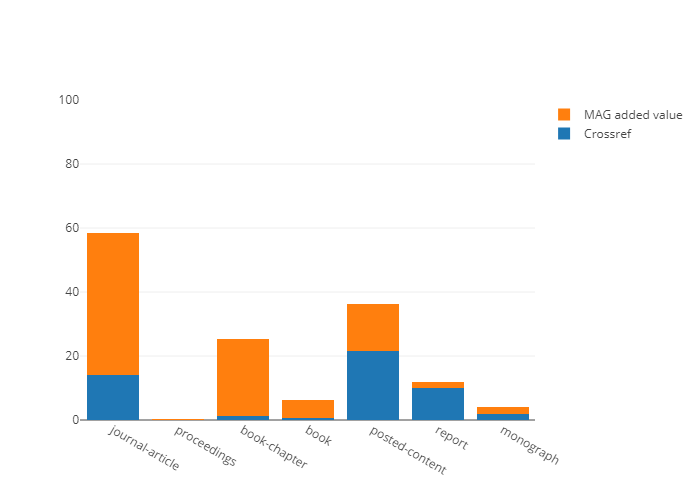 100
80
60
40
20
0
journal-article
proceedings
book-chapter
book
posted-content
report
monograph
MAG added value
Crossref